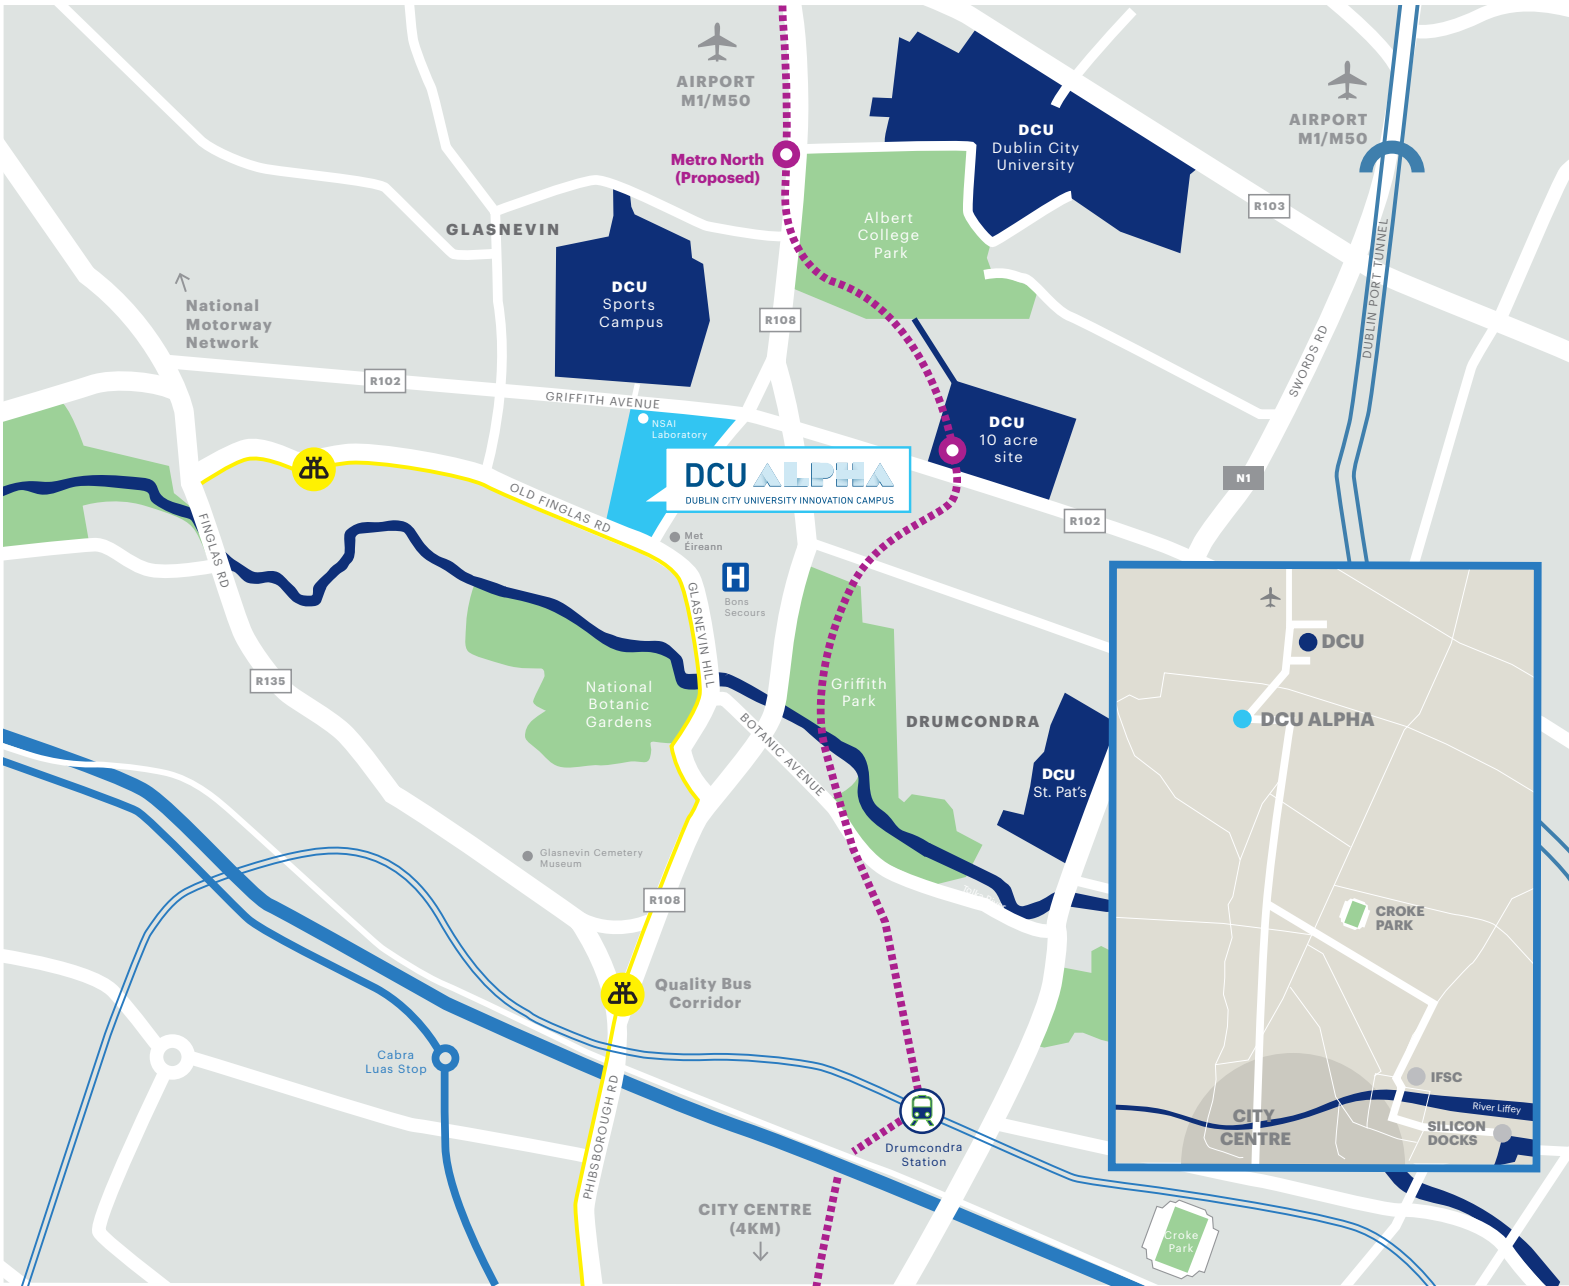 AIRPORT
M1/M50
AIRPORT
M1/M50
DCU
Dublin City
University
Metro North
(Proposed)
R103
GLASNEVIN
Albert
College
Park
DUBLIN PORT TUNNEL
DCU
Sports
Campus
National
Motorway
Network
R108
SWORDS RD
R102
GRIFFITH AVENUE
NSAI
Laboratory
DCU
10 acre
site
DCU ALPHA
DUBLIN CITY UNIVERSITY INNOVATION CAMPUS
N1
OLD FINGLAS RD
R102
FINGLAS RD
Met
Éireann
H
Bons
Secours
GLASNEVIN HILL
R135
National
Botanic
Gardens
Griffith
Park
DRUMCONDRA
BOTANIC AVENUE
DCU
St. Pat's
Glasnevin Cemetery
Museum
R108
Quality Bus
Corridor
Cabra
Luas Stop
PHIBSBOROUGH RD
Drumcondra
Station
CITY CENTRE
(4KM)
Croke
Park
DCU
DCU ALPHA
CROKE
PARK
IFSC
River Liffey
CITY
CENTRE
SILICON
DOCKS